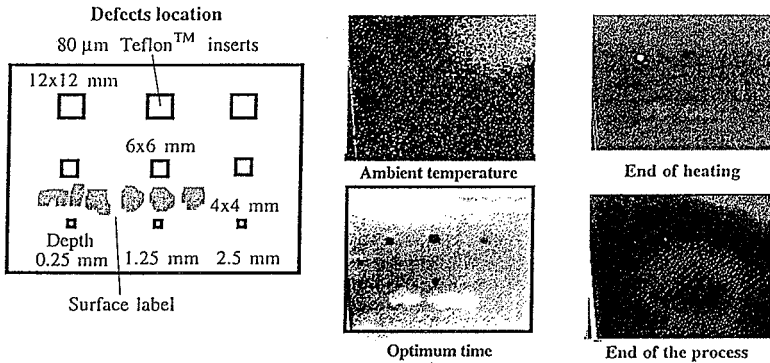 Defects location
80 μm Teflon™ inserts
12x12 mm
6x6 mm
4x4 mm
Depth
0.25 mm 1.25 mm 2.5 mm
Surface label
Ambient temperature
End of heating
Optimum time
End of the process